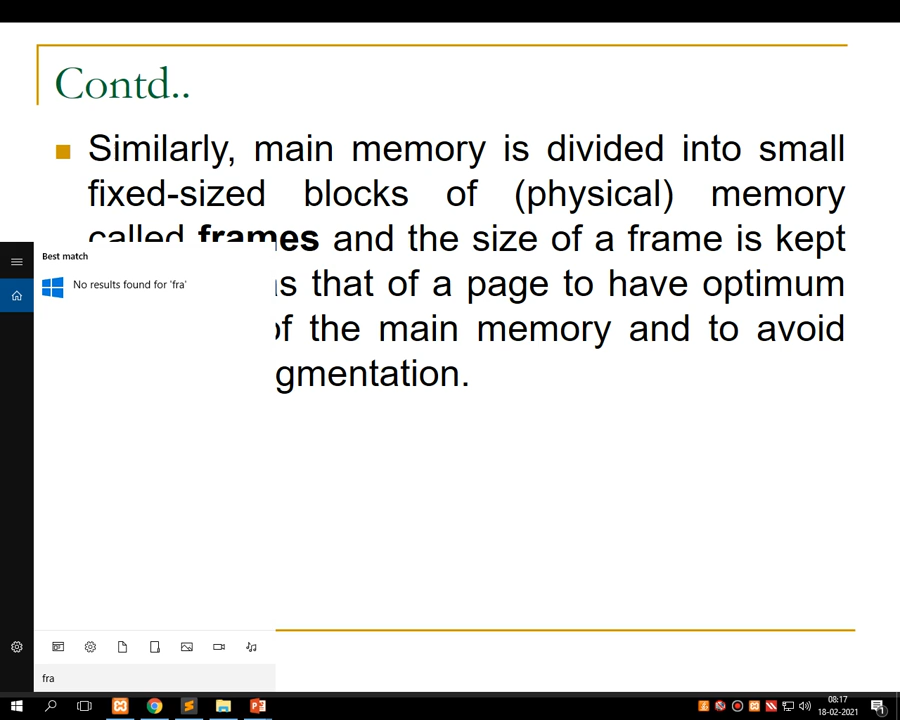 Contd..
Similarly, main memory is divided into small
fixed-sized blocks of (physical) memory
called frames and the size of a frame is kept
that of a page to have optimum
the main memory and to avoid
Best match
No results found for 'fra'
fra
08:17
18-02-2021